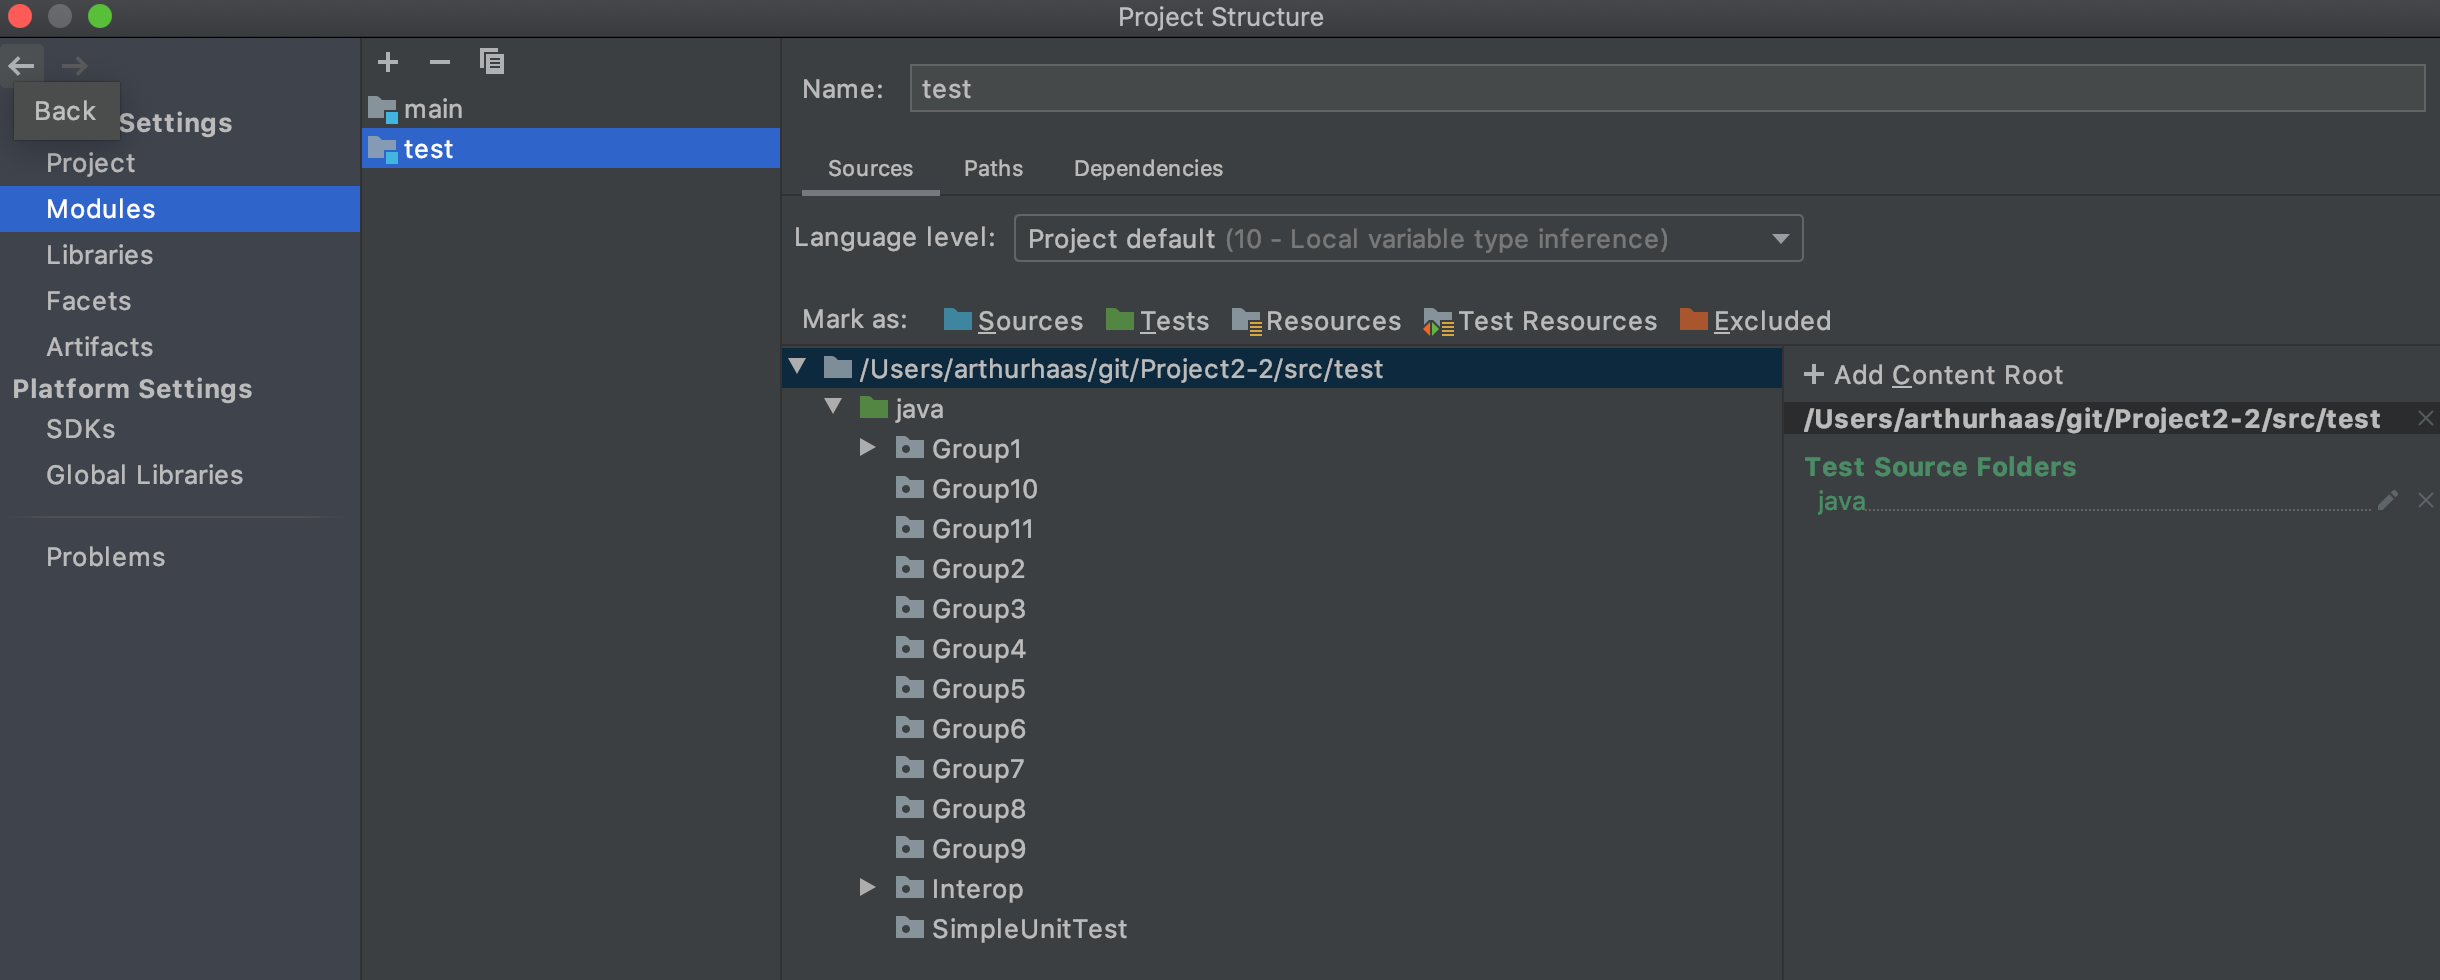 Project Structure
Back
Settings
Project
Modules
Libraries
Facets
Artifacts
Platform Settings
SDKs
Global Libraries
Problems
main
test
Name: test
Sources Paths Dependencies
Language level: Project default (10 - Local variable type inference)
Mark as: Sources Tests Resources Test Resources Excluded
/Users/arthurhaas/git/Project2-2/src/test
java
Group1
Group10
Group11
Group2
Group3
Group4
Group5
Group6
Group7
Group8
Group9
Interop
SimpleUnitTest
Add Content Root
/Users/arthurhaas/git/Project2-2/src/test
Test Source Folders
java